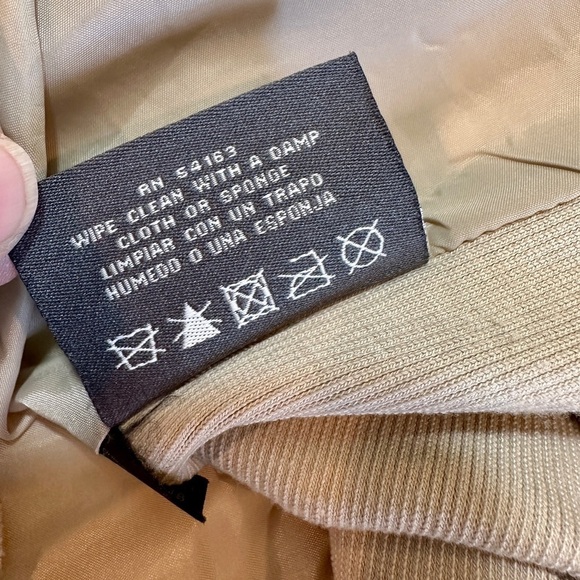 RN 54163
WIPE CLEAN WITH A DAMP
CLOTH OR SPONGE
LIMPIAR CON UN TRAPO
HUMEDO O UNA ESPONJA